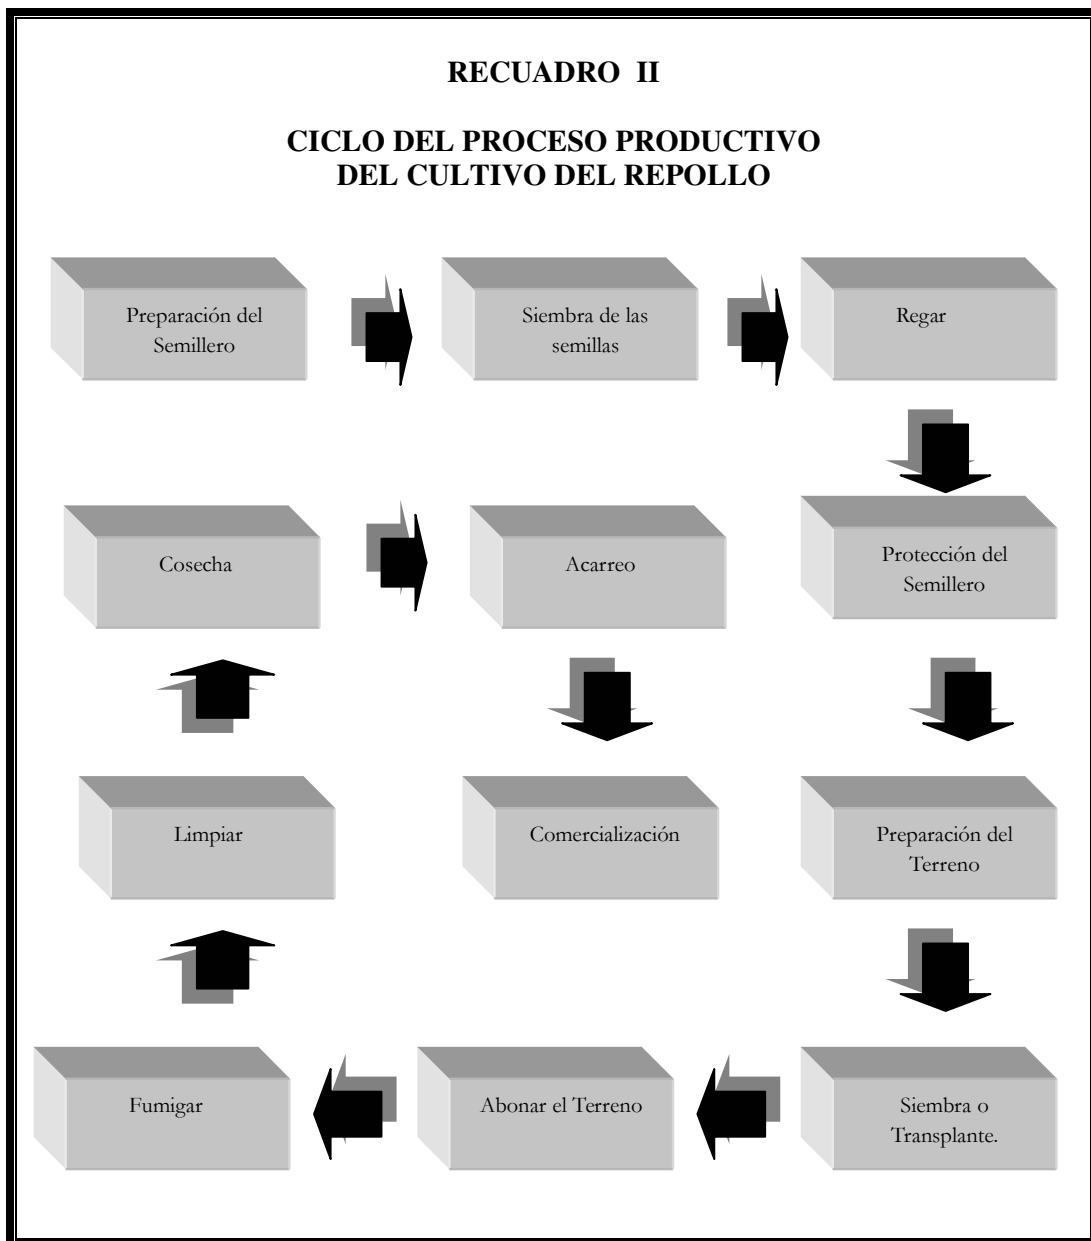 RECUADRO II
CICLO DEL PROCESO PRODUCTIVO
DEL CULTIVO DEL REPOLLO
Preparación del
Semillero
Siembra de las
semillas
Regar
Protección del
Semillero
Preparación del
Terreno
Siembra o
Transplante.
Abonar el Terreno
Fumigar
Limpiar
Cosecha
Acarreo
Comercialización